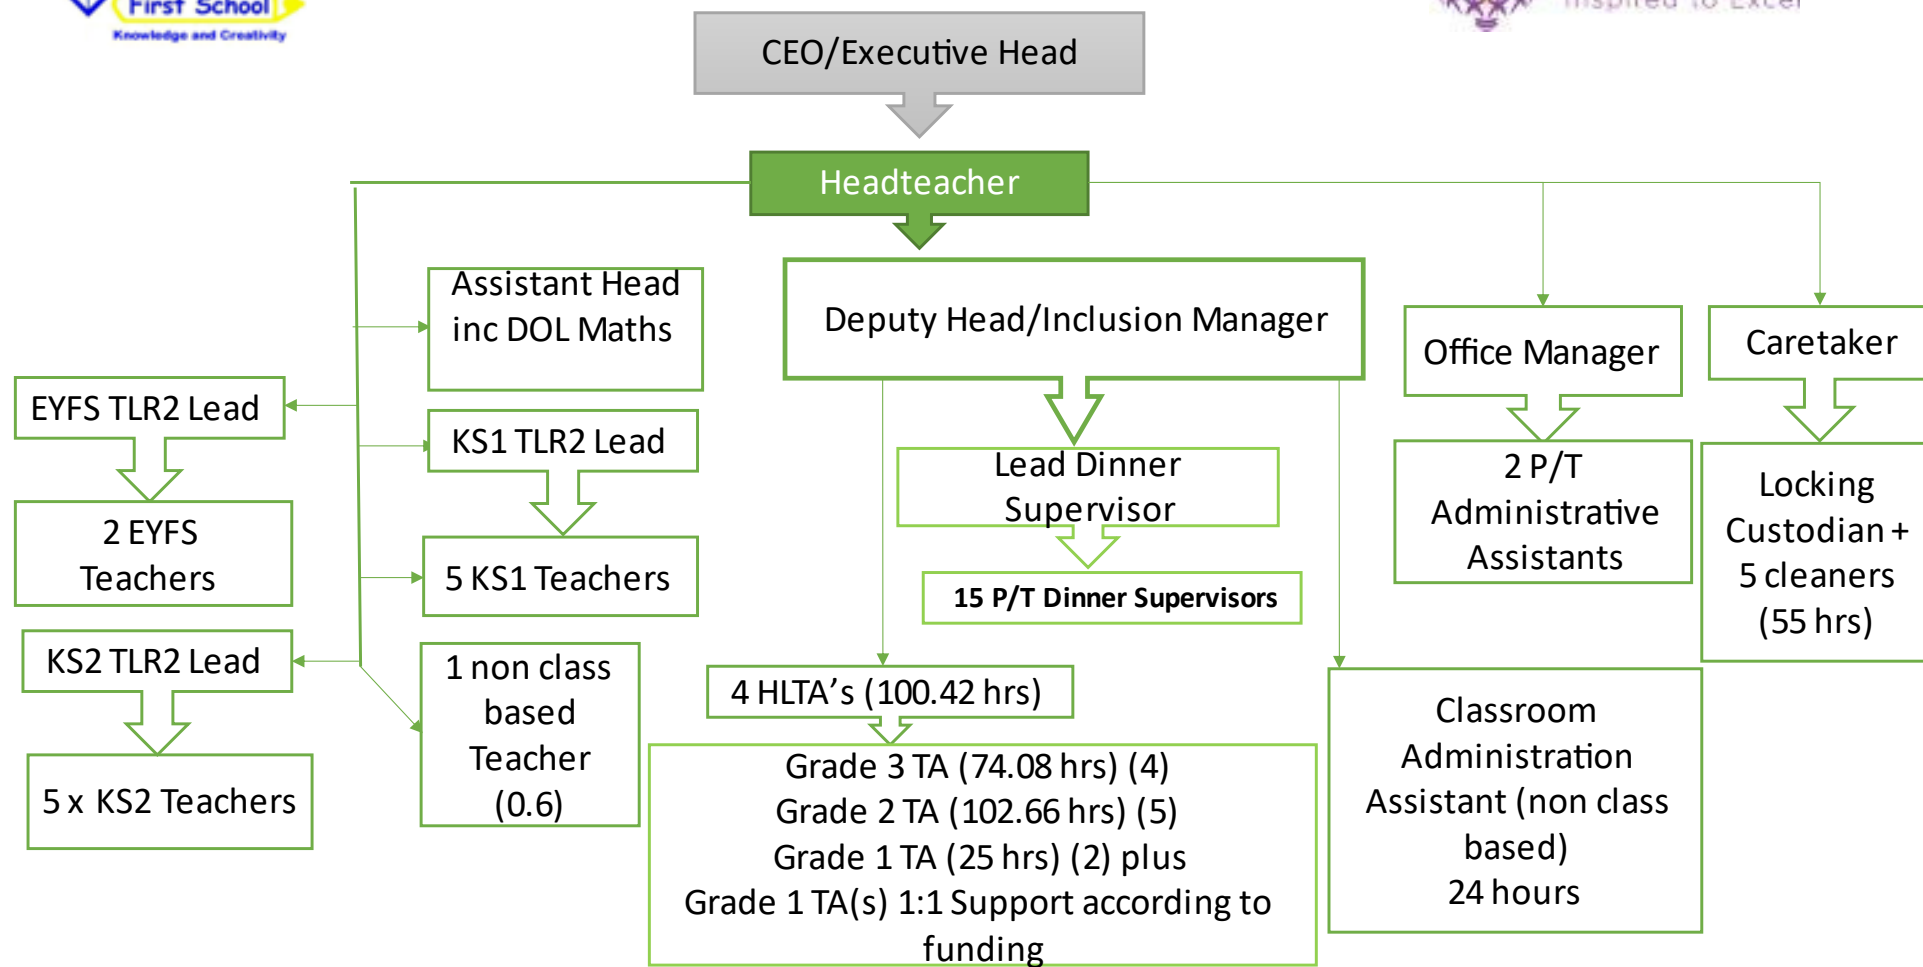 First School
Knowledge and Creativity
Inspired to Excel
CEO/Executive Head
Headteacher
Assistant Head
inc DOL Maths
Deputy Head/Inclusion Manager
Office Manager
Caretaker
EYFS TLR2 Lead
KS1 TLR2 Lead
Lead Dinner
Supervisor
2 P/T
Administrative
Assistants
Locking
Custodian +
5 cleaners
(55 hrs)
2 EYFS
Teachers
5 KS1 Teachers
15 P/T Dinner Supervisors
KS2 TLR2 Lead
1 non class
based
Teacher
(0.6)
4 HLTA’s (100.42 hrs)
Classroom
Administration
Assistant (non class
based)
24 hours
5 x KS2 Teachers
Grade 3 TA (74.08 hrs) (4)
Grade 2 TA (102.66 hrs) (5)
Grade 1 TA (25 hrs) (2) plus
Grade 1 TA(s) 1:1 Support according to
funding